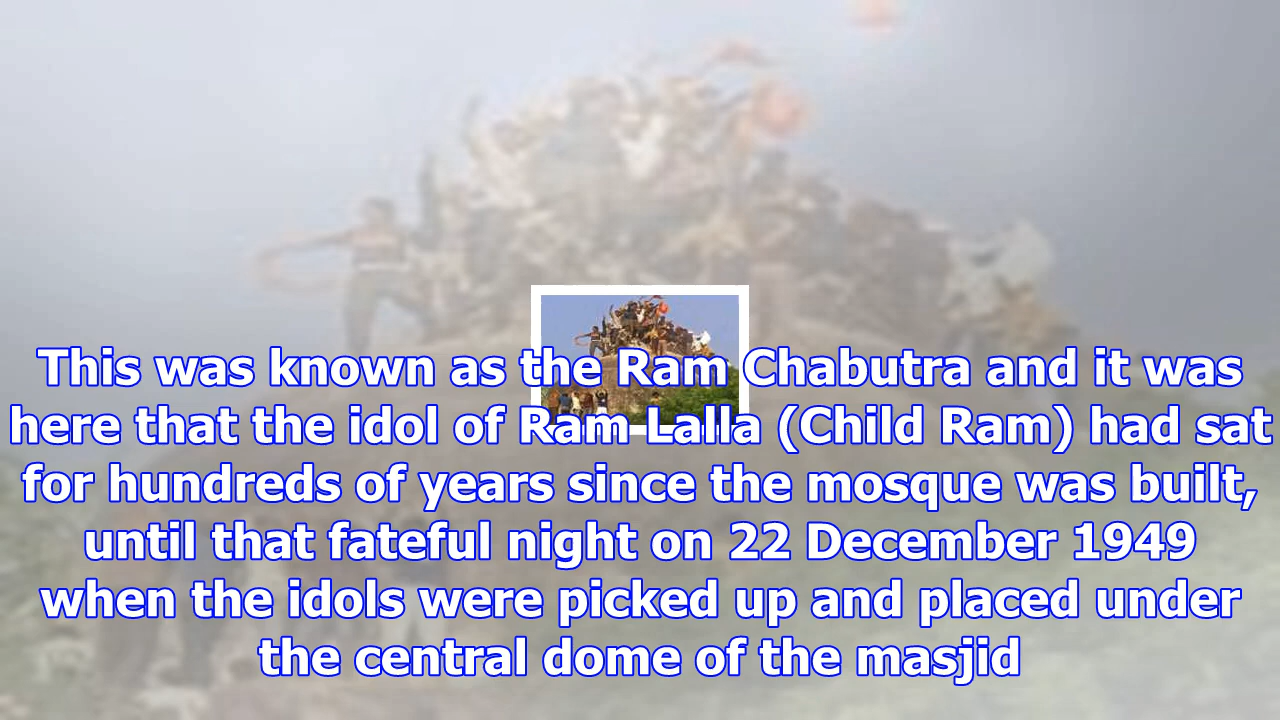 This was known as the Ram Chabutra and it was
here that the idol of Ram Lalla (Child Ram) had sat
for hundreds of years since the mosque was built,
until that fateful night on 22 December 1949
when the idols were picked up and placed under
the central dome of the masjid